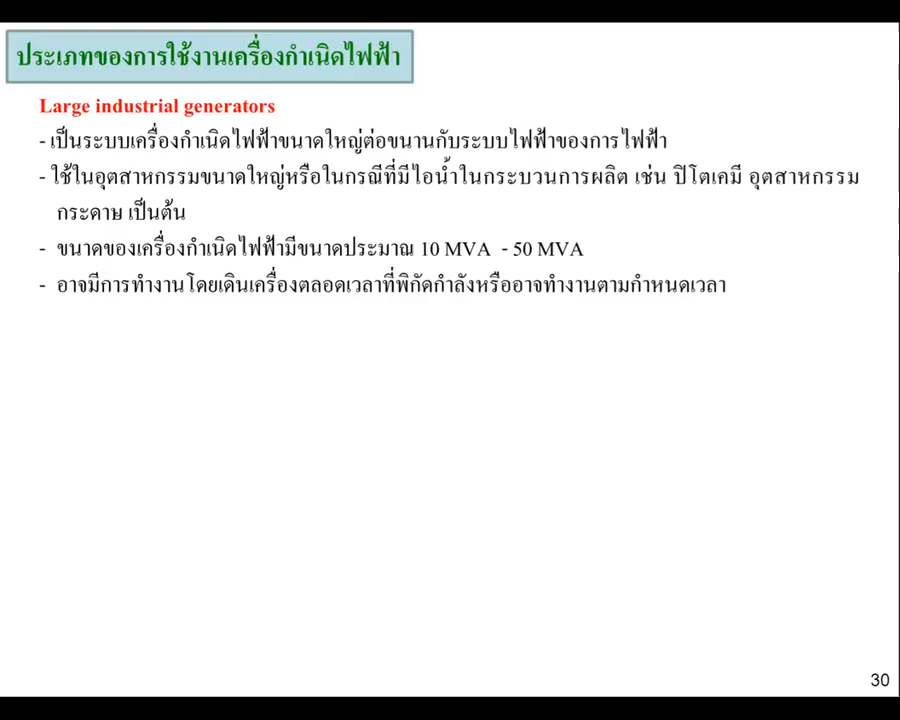 ประเภทของการใช้งานเครื่องกำเนิดไฟฟ้า
Large industrial generators
- เป็นระบบเครื่องกำเนิดไฟฟ้าขนาดใหญ่ต่อขนานกับระบบไฟฟ้าของการไฟฟ้า
- ใช้ในอุตสาหกรรมขนาดใหญ่หรือในกรณีที่มีไอน้ำในกระบวนการผลิต เช่น ปิโตเคมี อุตสาหกรรม
กระดาษ เป็นต้น
- ขนาดของเครื่องกำเนิดไฟฟ้ามีขนาดประมาณ 10 MVA - 50 MVA
- อาจมีการทำงานโดยเดินเครื่องตลอดเวลาที่พิกัดกำลังหรืออาจทำงานตามกำหนดเวลา
30